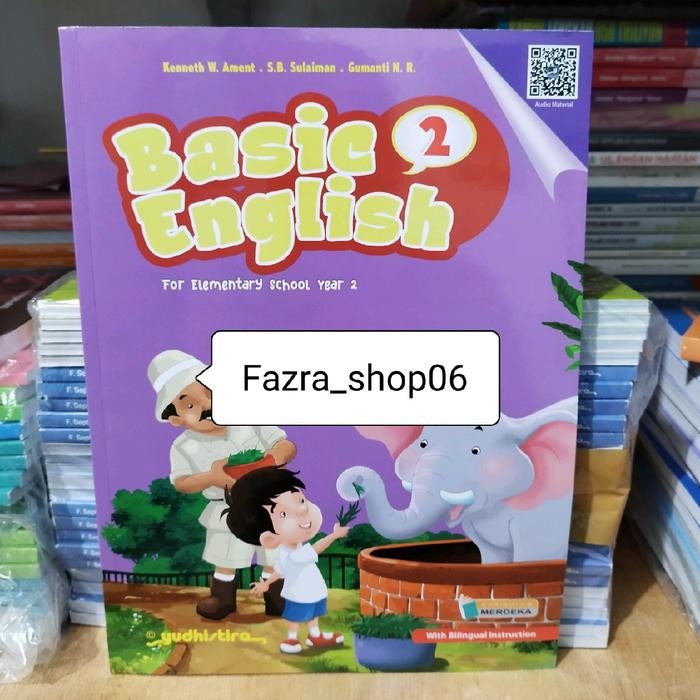 Kenneth W. Ament . S.B. Sulaiman . Gumanti N. R.
Audio Material
Basic 2
English
For Elementary School Year 2
Fazra_shop06
KURIKULUM
MERDEKA
© yudhistira
With Bilingual Instruction